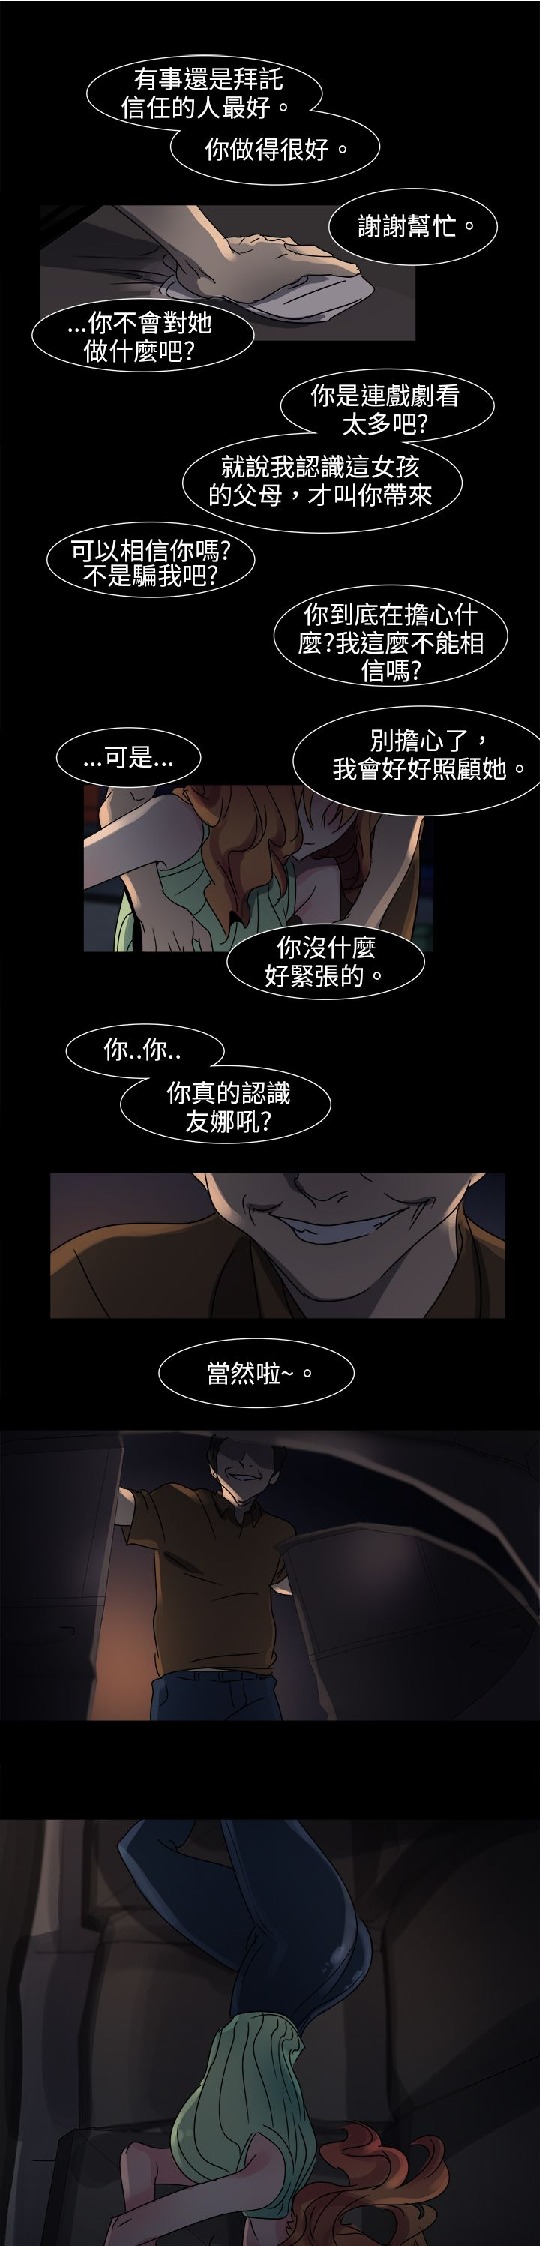 有事還是拜託
信任的人最好。
你做得很好。
謝謝幫忙。
...你不會對她
做什麼吧?
你是連戲劇看
太多吧?
就說我認識這女孩
的父母，才叫你帶來
可以相信你嗎?
不是騙我吧?
你到底在擔心什
麼?我這麼不能相
信嗎?
...可是...
別擔心了，
我會好好照顧她。
你沒什麼
好緊張的。
你..你..
你真的認識
友娜吼?
當然啦~。